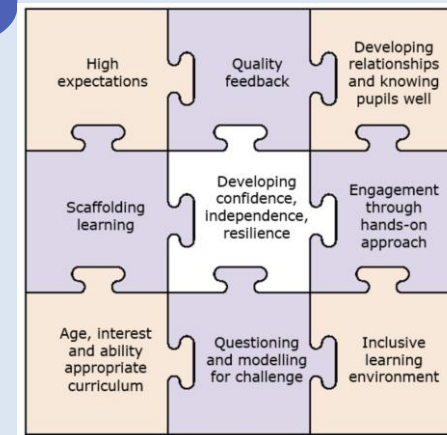 High
expectations
Quality
feedback
Developing
relationships
and knowing
pupils well
Scaffolding
learning
Developing
confidence,
independence,
resilience
Engagement
through
hands-on
approach
Age, interest
and ability
appropriate
curriculum
Questioning
and modelling
for challenge
Inclusive
learning
environment